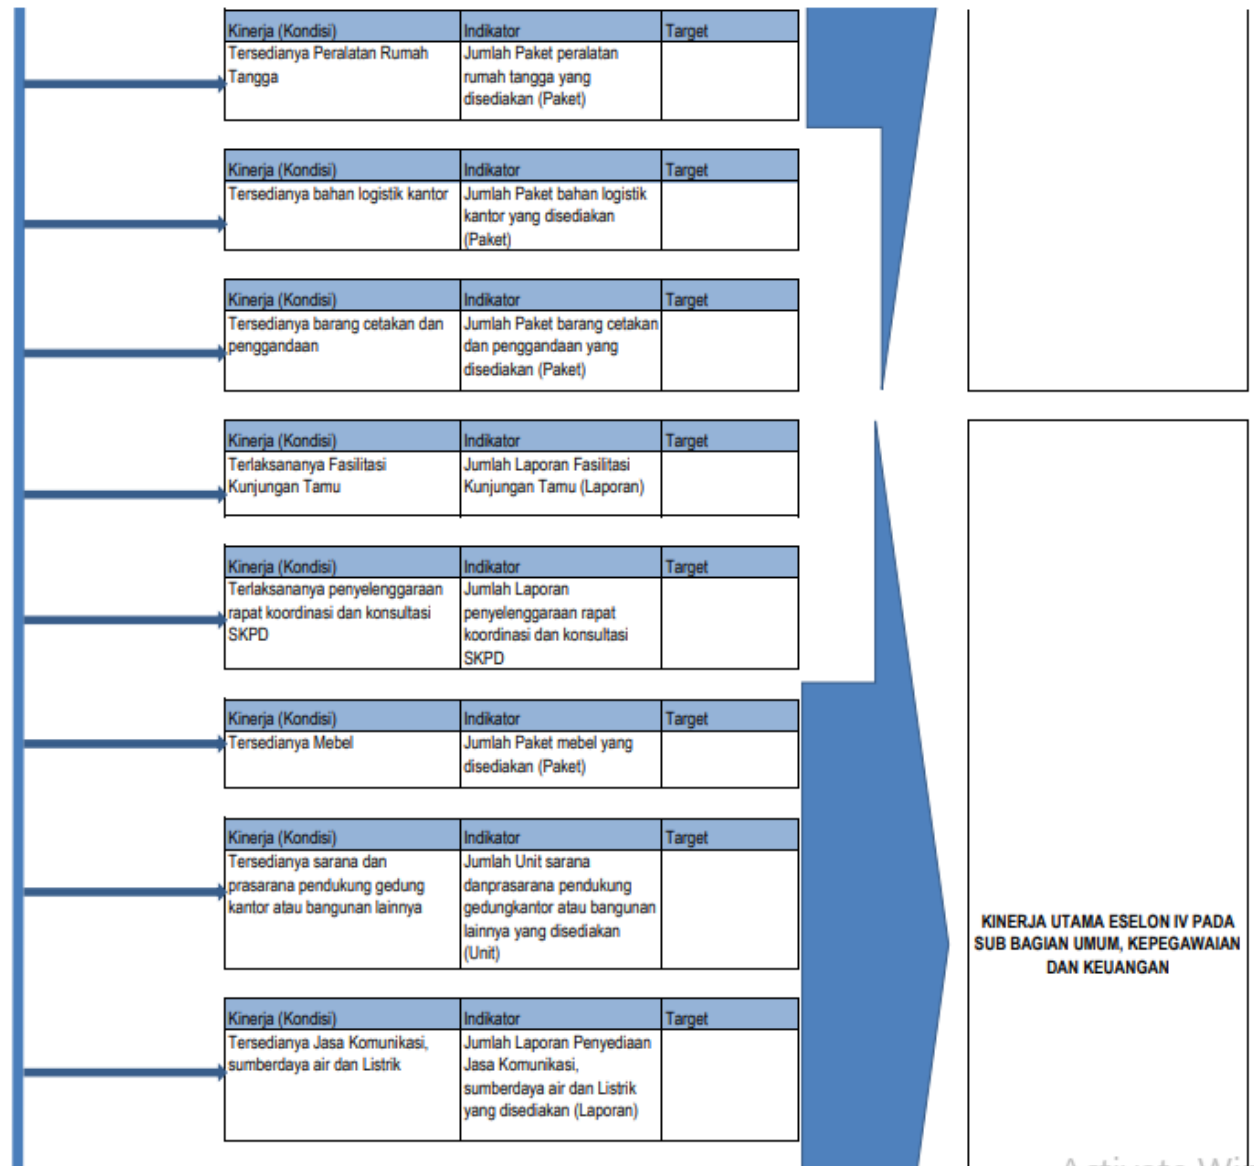 Kinerja (Kondisi) Indikator Target
Tersedianya Peralatan Rumah
Tangga
Jumlah Paket peralatan
rumah tangga yang
disediakan (Paket)
Kinerja (Kondisi) Indikator Target
Tersedianya bahan logistik kantor
Jumlah Paket bahan logistik
kantor yang disediakan
(Paket)
Kinerja (Kondisi) Indikator Target
Tersedianya barang cetakan dan
penggandaan
Jumlah Paket barang cetakan
dan penggandaan yang
disediakan (Paket)
Kinerja (Kondisi) Indikator Target
Terlaksananya Fasilitasi
Kunjungan Tamu
Jumlah Laporan Fasilitasi
Kunjungan Tamu (Laporan)
Kinerja (Kondisi) Indikator Target
Terlaksananya penyelenggaraan
rapat koordinasi dan konsultasi
SKPD
Jumlah Laporan
penyelenggaraan rapat
koordinasi dan konsultasi
SKPD
Kinerja (Kondisi) Indikator Target
Tersedianya Mebel
Jumlah Paket mebel yang
disediakan (Paket)
Kinerja (Kondisi) Indikator Target
Tersedianya sarana dan
prasarana pendukung gedung
kantor atau bangunan lainnya
Jumlah Unit sarana
danprasarana pendukung
gedungkantor atau bangunan
lainnya yang disediakan
(Unit)
KINERJA UTAMA ESELON IV PADA
SUB BAGIAN UMUM, KEPEGAWAIAN
DAN KEUANGAN
Kinerja (Kondisi) Indikator Target
Tersedianya Jasa Komunikasi,
sumberdaya air dan Listrik
Jumlah Laporan Penyediaan
Jasa Komunikasi,
sumberdaya air dan Listrik
yang disediakan (Laporan)